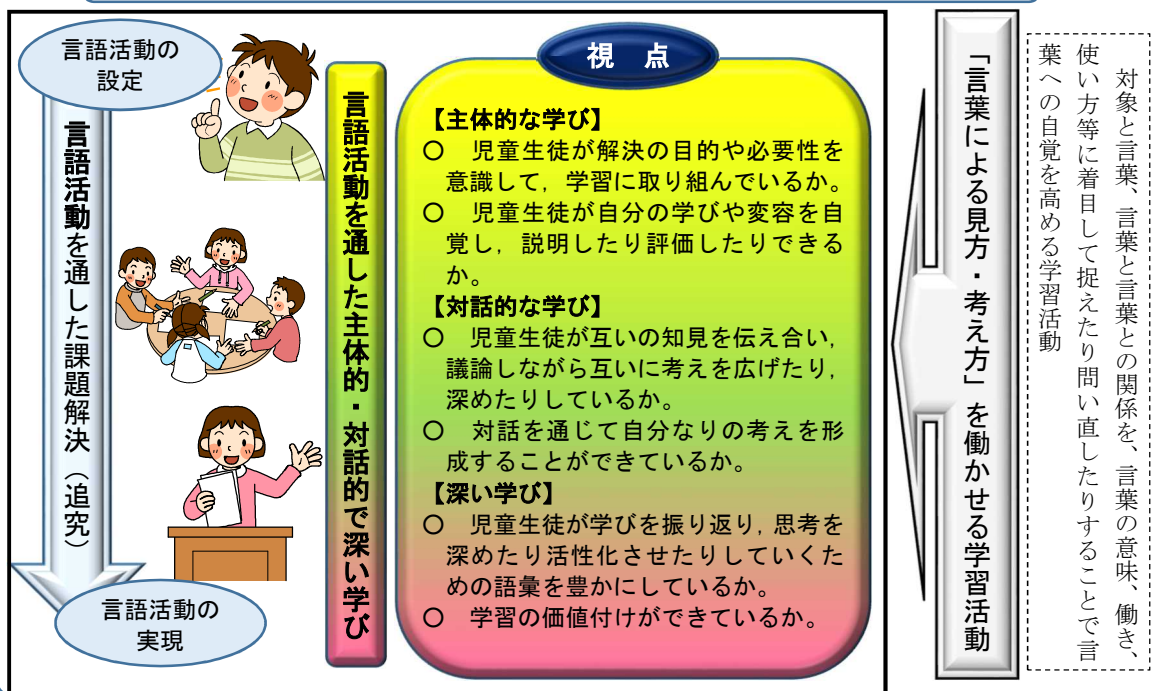 言語活動の
設定
言語活動を通した課題解決（追究）
言語活動の
実現
言語活動を通した主体的・対話的で深い学び
視　点
【主体的な学び】
○　児童生徒が解決の目的や必要性を
意識して，学習に取り組んでいるか。
○　児童生徒が自分の学びや変容を自
覚し，説明したり評価したりできる
か。
【対話的な学び】
○　児童生徒が互いの知見を伝え合い，
議論しながら互いに考えを広げたり，
深めたりしているか。
○　対話を通じて自分なりの考えを形
成することができているか。
【深い学び】
○　児童生徒が学びを振り返り，思考を
深めたり活性化させたりしていくた
めの語彙を豊かにしているか。
○　学習の価値付けができているか。
「言葉による見方・考え方」を働かせる学習活動
対象と言葉、言葉と言葉との関係を、言葉の意味、働き、
使い方等に着目して捉えたり問い直したりすることで言
葉への自覚を高める学習活動